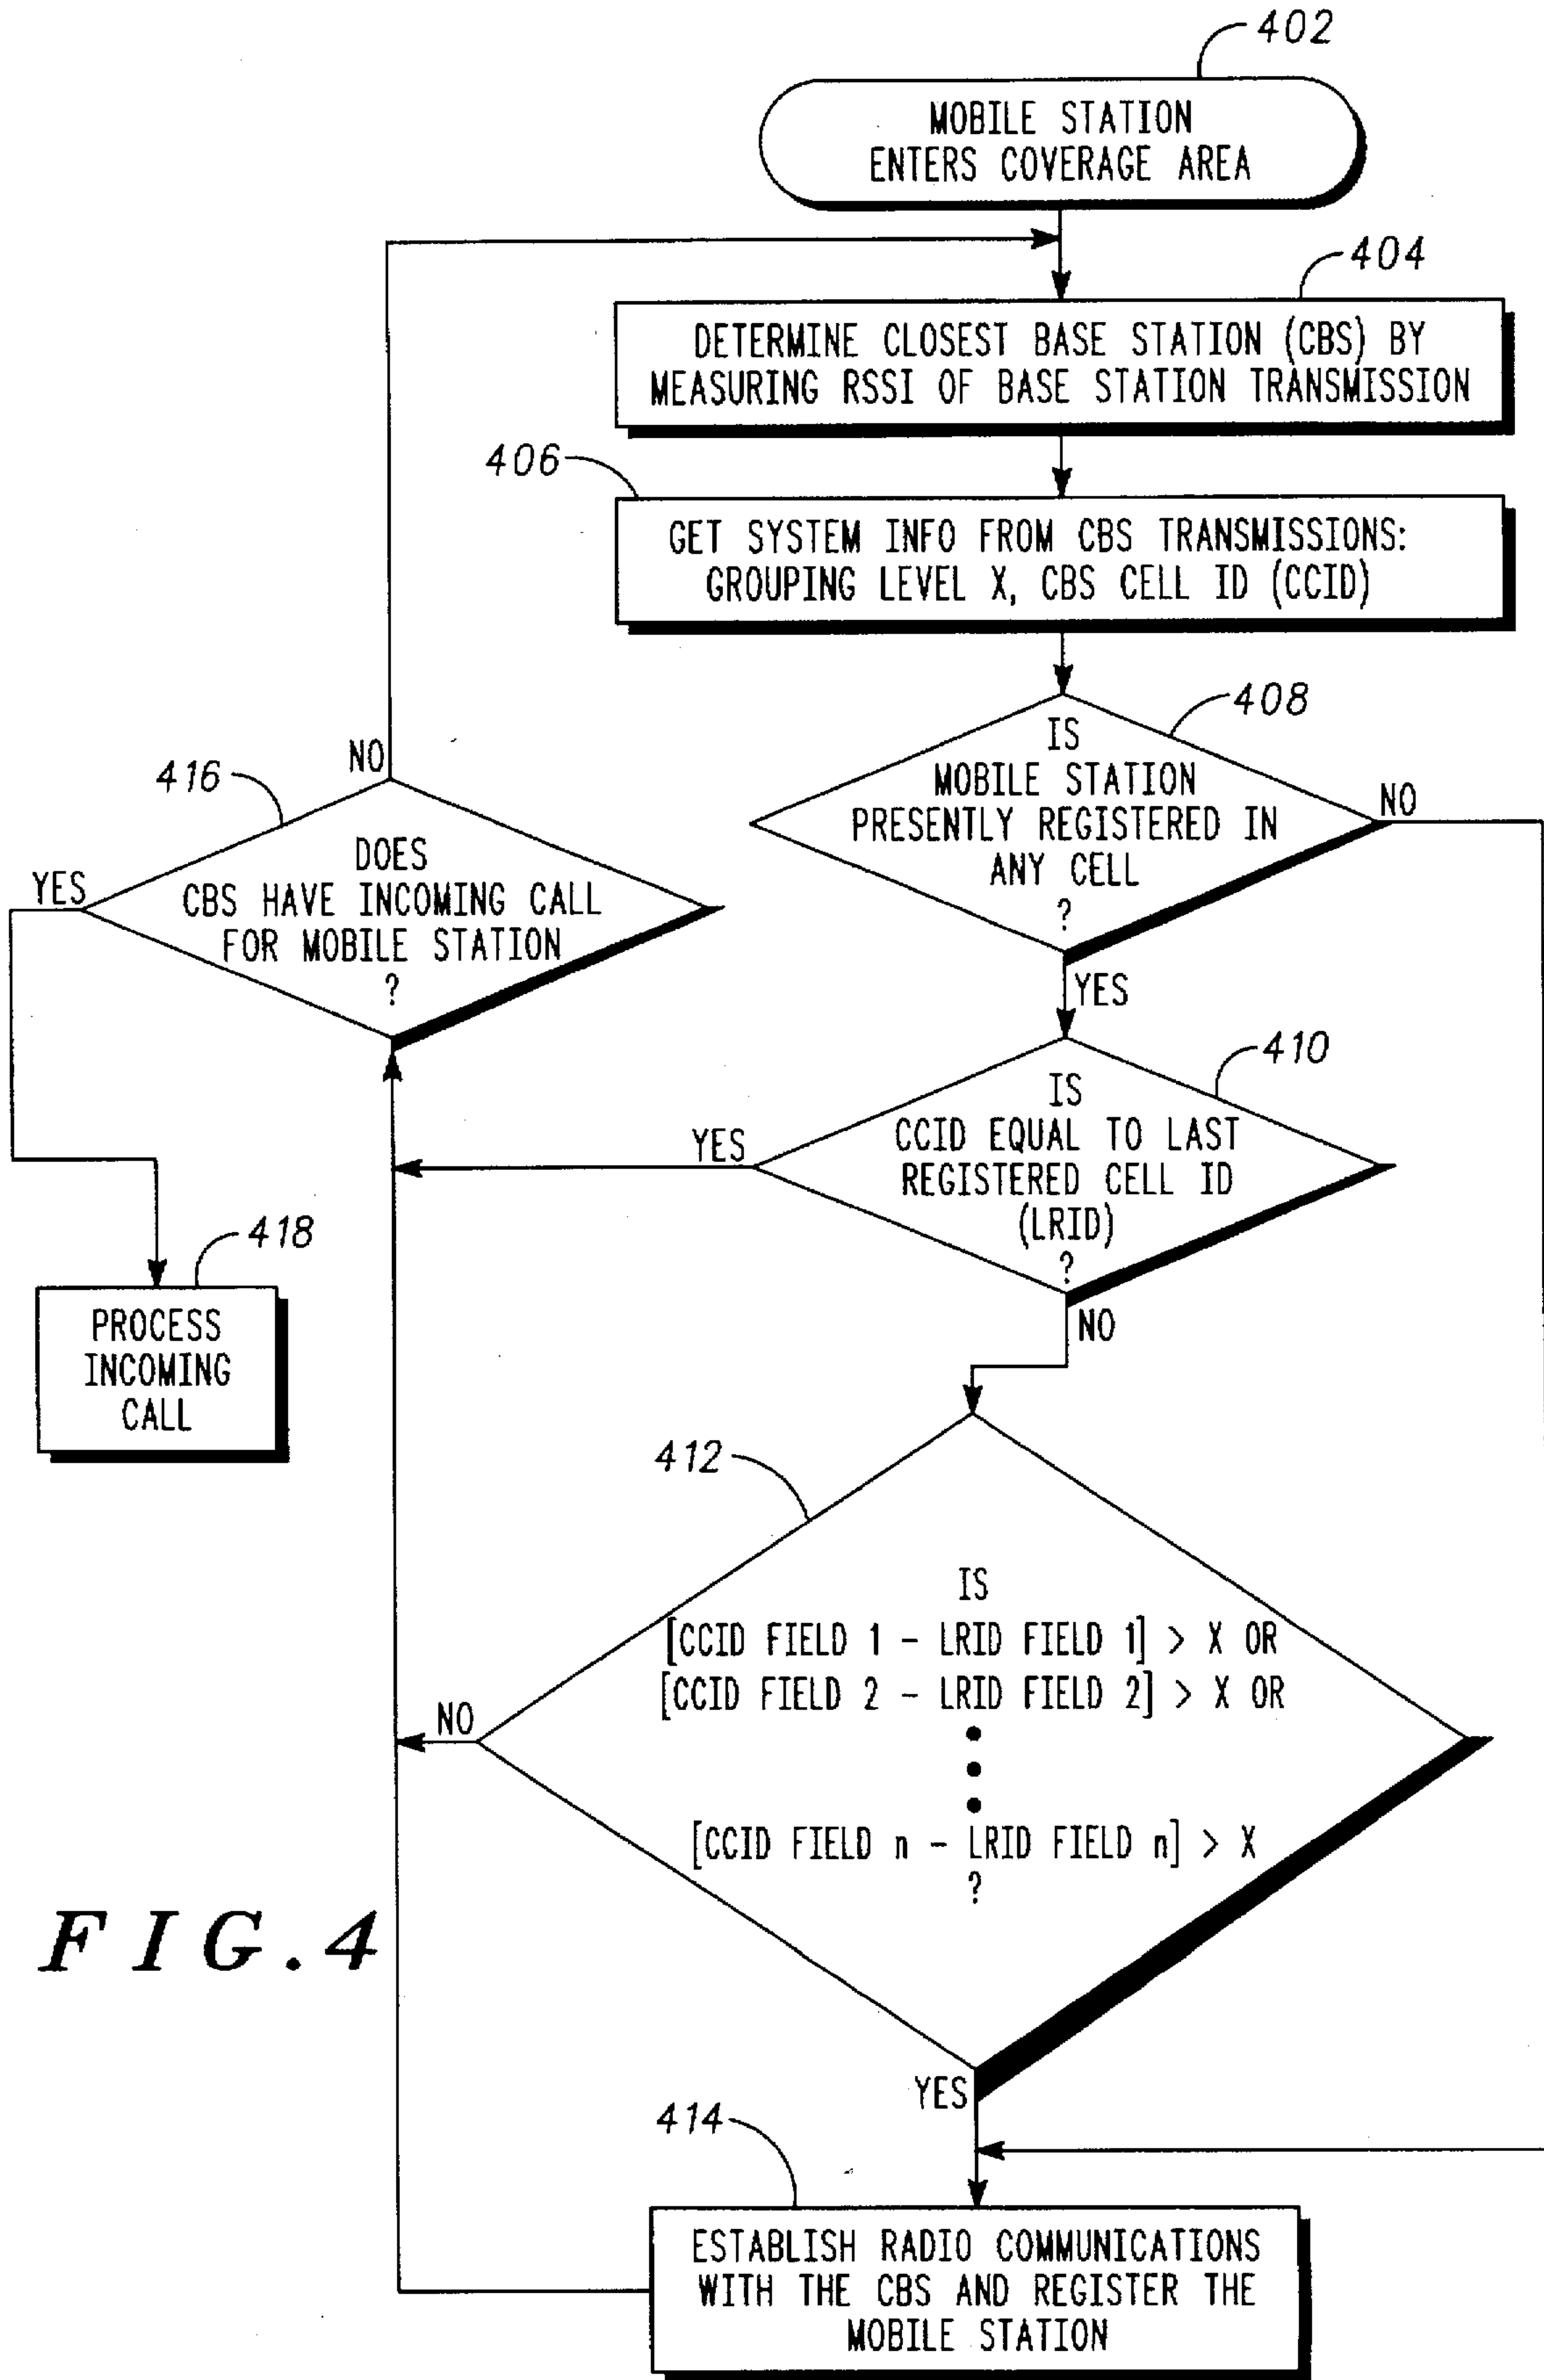 402
MOBILE STATION
ENTERS COVERAGE AREA
404
DETERMINE CLOSEST BASE STATION (CBS) BY
MEASURING RSSI OF BASE STATION TRANSMISSION
406
GET SYSTEM INFO FROM CBS TRANSMISSIONS:
GROUPING LEVEL X, CBS CELL ID (CCID)
408
IS
MOBILE STATION
PRESENTLY REGISTERED IN
ANY CELL
?
NO
YES
416
NO
DOES
CBS HAVE INCOMING CALL
FOR MOBILE STATION
?
YES
410
IS
CCID EQUAL TO LAST
REGISTERED CELL ID
(LRID)
?
YES
NO
418
PROCESS
INCOMING
CALL
412
IS
[CCID FIELD 1 - LRID FIELD 1] > X OR
[CCID FIELD 2 - LRID FIELD 2] > X OR
[CCID FIELD n - LRID FIELD n] > X
?
NO
YES
FIG.4
414
ESTABLISH RADIO COMMUNICATIONS
WITH THE CBS AND REGISTER THE
MOBILE STATION